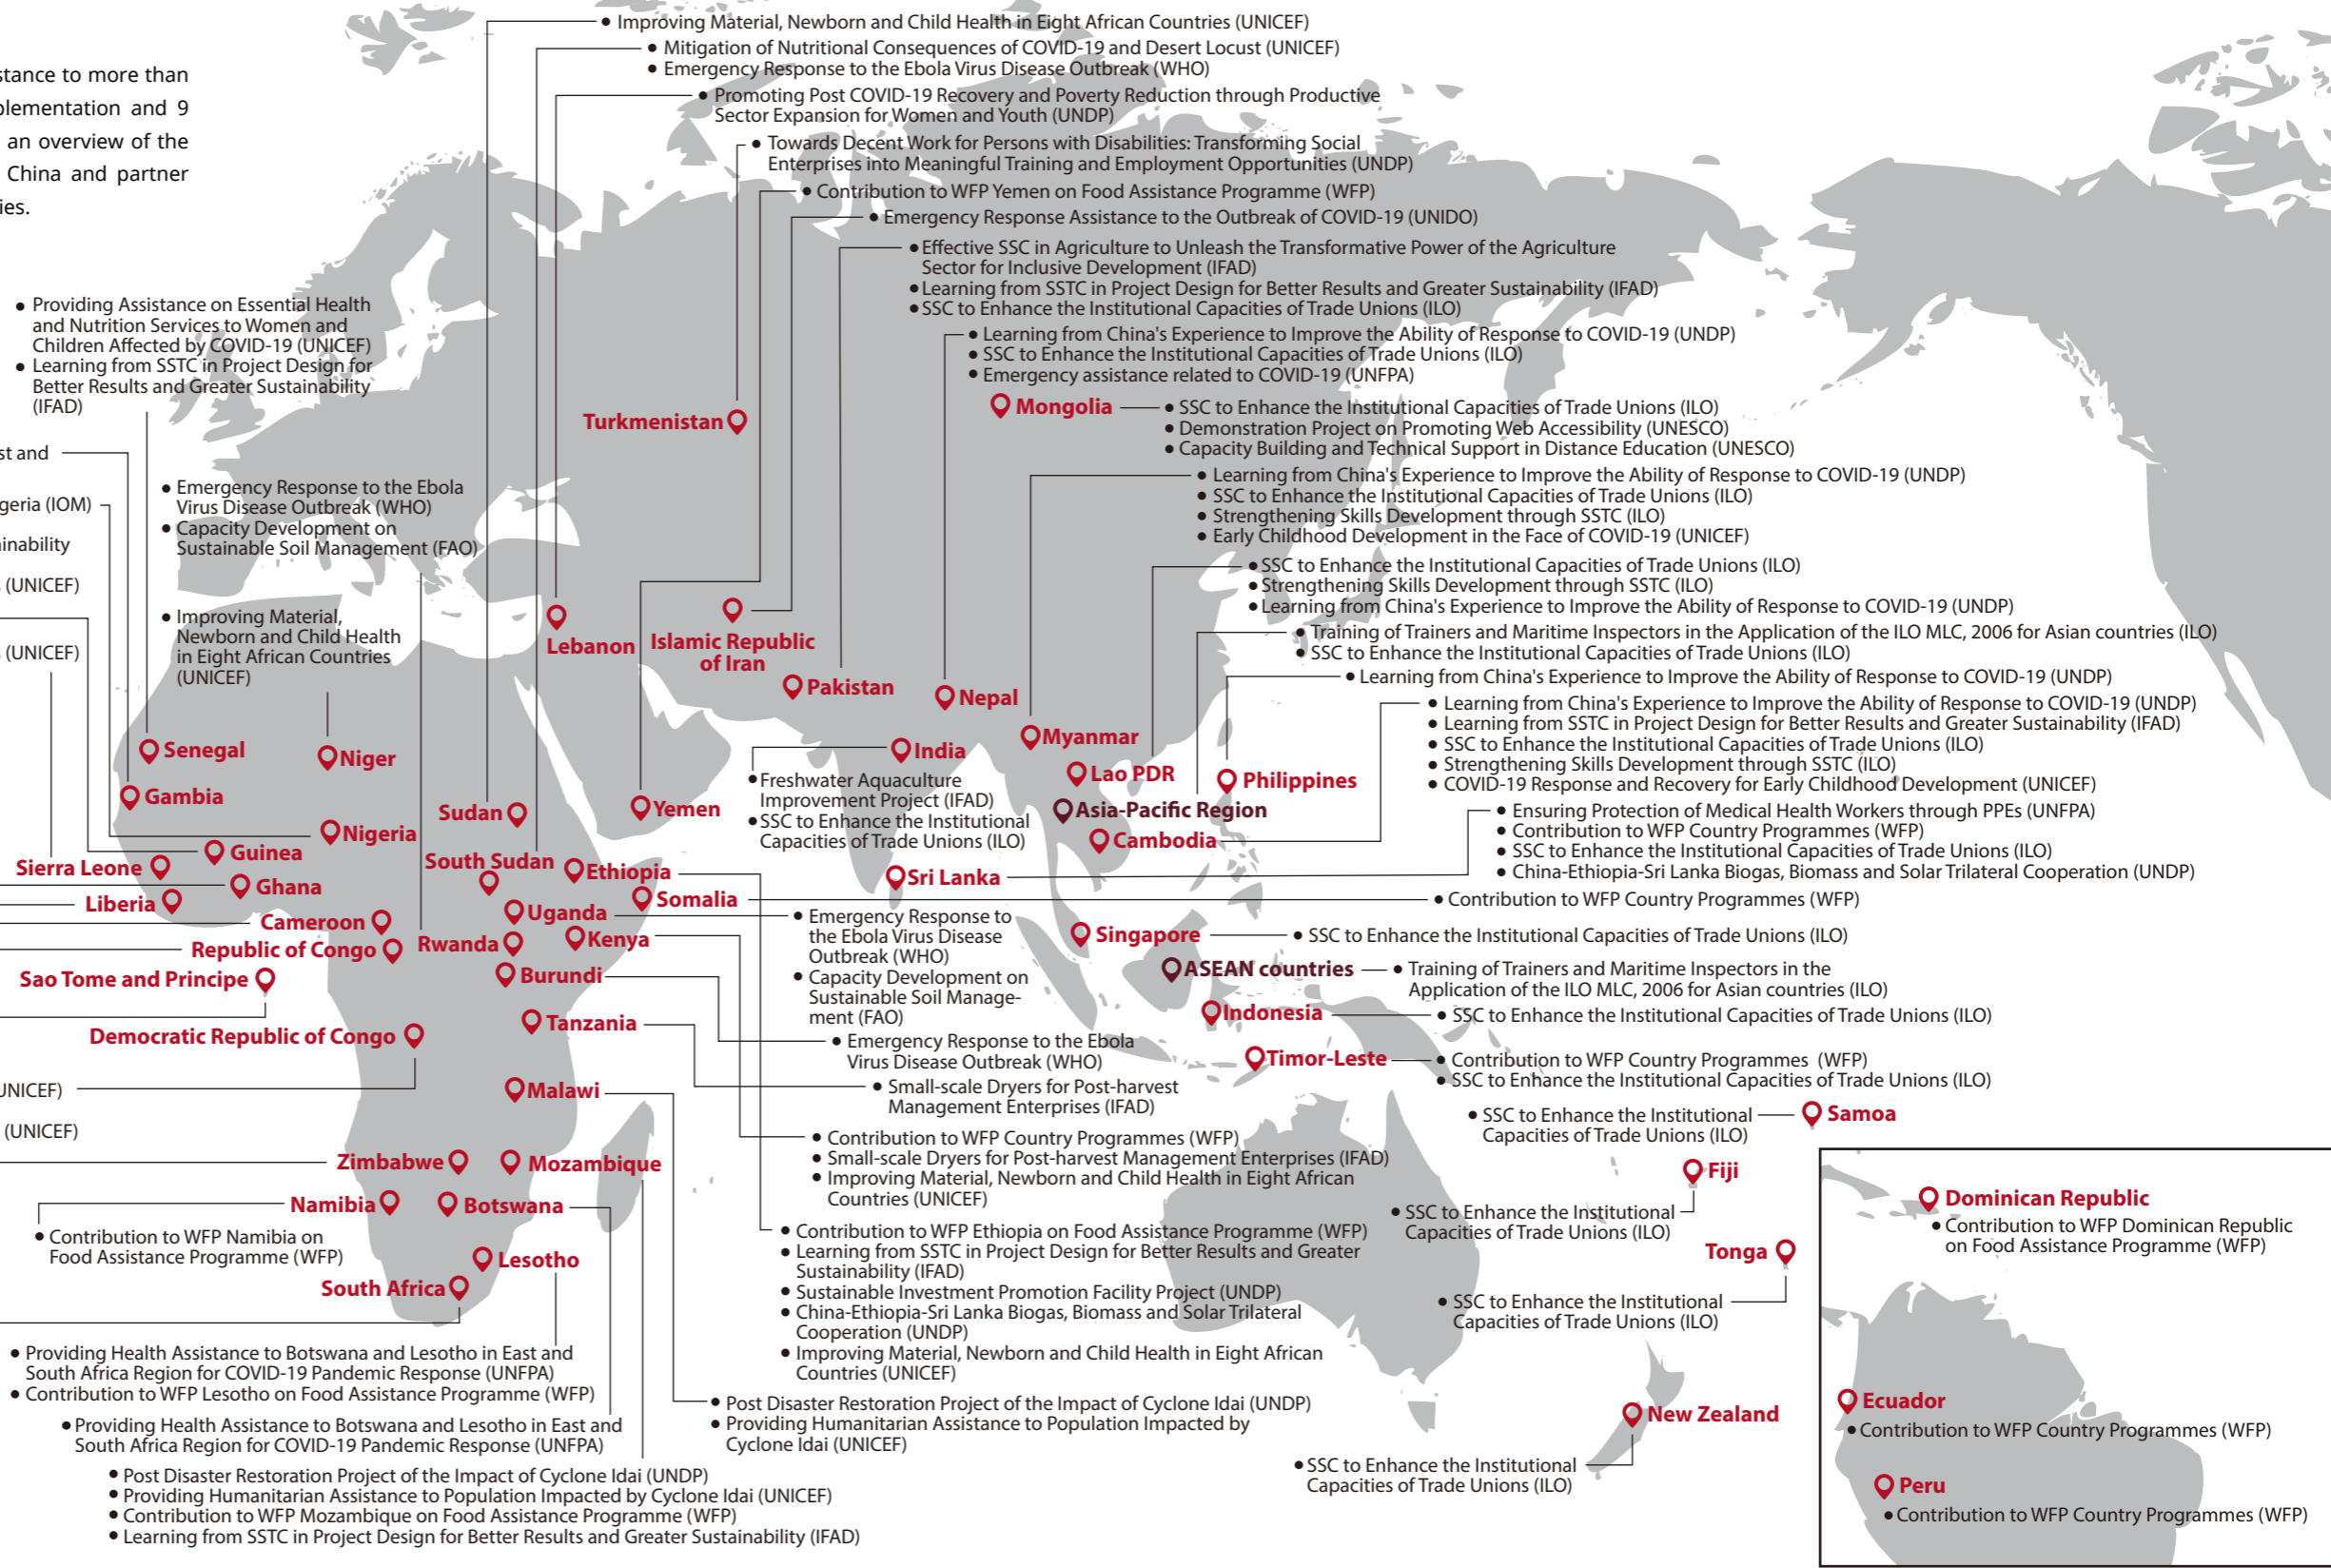 stance to more than
plementation and 9
an overview of the
China and partner
ies.
● Improving Material, Newborn and Child Health in Eight African Countries (UNICEF)
● Mitigation of Nutritional Consequences of COVID-19 and Desert Locust (UNICEF)
● Emergency Response to the Ebola Virus Disease Outbreak (WHO)
● Promoting Post COVID-19 Recovery and Poverty Reduction through Productive
Sector Expansion for Women and Youth (UNDP)
● Towards Decent Work for Persons with Disabilities: Transforming Social
Enterprises into Meaningful Training and Employment Opportunities (UNDP)
● Contribution to WFP Yemen on Food Assistance Programme (WFP)
● Emergency Response Assistance to the Outbreak of COVID-19 (UNIDO)
● Effective SSC in Agriculture to Unleash the Transformative Power of the Agriculture
Sector for Inclusive Development (IFAD)
● Learning from SSTC in Project Design for Better Results and Greater Sustainability (IFAD)
● SSC to Enhance the Institutional Capacities of Trade Unions (ILO)
● Learning from China's Experience to Improve the Ability of Response to COVID-19 (UNDP)
● SSC to Enhance the Institutional Capacities of Trade Unions (ILO)
● Emergency assistance related to COVID-19 (UNFPA)
Turkmenistan
Mongolia
● SSC to Enhance the Institutional Capacities of Trade Unions (ILO)
● Demonstration Project on Promoting Web Accessibility (UNESCO)
● Capacity Building and Technical Support in Distance Education (UNESCO)
● Learning from China's Experience to Improve the Ability of Response to COVID-19 (UNDP)
● SSC to Enhance the Institutional Capacities of Trade Unions (ILO)
● Strengthening Skills Development through SSTC (ILO)
● Early Childhood Development in the Face of COVID-19 (UNICEF)
● SSC to Enhance the Institutional Capacities of Trade Unions (ILO)
● Strengthening Skills Development through SSTC (ILO)
● Learning from China's Experience to Improve the Ability of Response to COVID-19 (UNDP)
● Training of Trainers and Maritime Inspectors in the Application of the ILO MLC, 2006 for Asian countries (ILO)
● SSC to Enhance the Institutional Capacities of Trade Unions (ILO)
● Learning from China's Experience to Improve the Ability of Response to COVID-19 (UNDP)
● Learning from China's Experience to Improve the Ability of Response to COVID-19 (UNDP)
● Learning from SSTC in Project Design for Better Results and Greater Sustainability (IFAD)
● SSC to Enhance the Institutional Capacities of Trade Unions (ILO)
● Strengthening Skills Development through SSTC (ILO)
● COVID-19 Response and Recovery for Early Childhood Development (UNICEF)
● Ensuring Protection of Medical Health Workers through PPEs (UNFPA)
● Contribution to WFP Country Programmes (WFP)
● SSC to Enhance the Institutional Capacities of Trade Unions (ILO)
● China-Ethiopia-Sri Lanka Biogas, Biomass and Solar Trilateral Cooperation (UNDP)
● Contribution to WFP Country Programmes (WFP)
● Providing Assistance on Essential Health
and Nutrition Services to Women and
Children Affected by COVID-19 (UNICEF)
● Learning from SSTC in Project Design for
Better Results and Greater Sustainability
(IFAD)
st and
geria (IOM)
inability
(UNICEF)
(UNICEF)
● Emergency Response to the Ebola
Virus Disease Outbreak (WHO)
● Capacity Development on
Sustainable Soil Management (FAO)
● Improving Material,
Newborn and Child Health
in Eight African Countries
(UNICEF)
Lebanon
Islamic Republic
of Iran
Pakistan
Nepal
Myanmar
India
Lao PDR
Philippines
Asia-Pacific Region
Cambodia
● Freshwater Aquaculture
Improvement Project (IFAD)
● SSC to Enhance the Institutional
Capacities of Trade Unions (ILO)
Sri Lanka
Senegal
Niger
Gambia
Nigeria
Sudan
Yemen
Guinea
Sierra Leone
South Sudan
Ethiopia
Ghana
Liberia
Somalia
Cameroon
Uganda
Republic of Congo
Rwanda
Kenya
Sao Tome and Principe
Burundi
Democratic Republic of Congo
Tanzania
● Emergency Response to
the Ebola Virus Disease
Outbreak (WHO)
● Capacity Development on
Sustainable Soil Manage-
ment (FAO)
● Emergency Response to the Ebola
Virus Disease Outbreak (WHO)
● Small-scale Dryers for Post-harvest
Management Enterprises (IFAD)
Singapore
● SSC to Enhance the Institutional Capacities of Trade Unions (ILO)
ASEAN countries
● Training of Trainers and Maritime Inspectors in the
Application of the ILO MLC, 2006 for Asian countries (ILO)
Indonesia
● SSC to Enhance the Institutional Capacities of Trade Unions (ILO)
Timor-Leste
● Contribution to WFP Country Programmes (WFP)
● SSC to Enhance the Institutional Capacities of Trade Unions (ILO)
● SSC to Enhance the Institutional
Capacities of Trade Unions (ILO)
Samoa
UNICEF)
(UNICEF)
Malawi
Zimbabwe
Mozambique
Namibia
Botswana
● Contribution to WFP Namibia on
Food Assistance Programme (WFP)
Lesotho
South Africa
● Contribution to WFP Country Programmes (WFP)
● Small-scale Dryers for Post-harvest Management Enterprises (IFAD)
● Improving Material, Newborn and Child Health in Eight African
Countries (UNICEF)
● Contribution to WFP Ethiopia on Food Assistance Programme (WFP)
● Learning from SSTC in Project Design for Better Results and Greater
Sustainability (IFAD)
● Sustainable Investment Promotion Facility Project (UNDP)
● China-Ethiopia-Sri Lanka Biogas, Biomass and Solar Trilateral
Cooperation (UNDP)
● Improving Material, Newborn and Child Health in Eight African
Countries (UNICEF)
● Post Disaster Restoration Project of the Impact of Cyclone Idai (UNDP)
● Providing Humanitarian Assistance to Population Impacted by
Cyclone Idai (UNICEF)
● Providing Health Assistance to Botswana and Lesotho in East and
South Africa Region for COVID-19 Pandemic Response (UNFPA)
● Contribution to WFP Lesotho on Food Assistance Programme (WFP)
● Providing Health Assistance to Botswana and Lesotho in East and
South Africa Region for COVID-19 Pandemic Response (UNFPA)
● Post Disaster Restoration Project of the Impact of Cyclone Idai (UNDP)
● Providing Humanitarian Assistance to Population Impacted by Cyclone Idai (UNICEF)
● Contribution to WFP Mozambique on Food Assistance Programme (WFP)
● Learning from SSTC in Project Design for Better Results and Greater Sustainability (IFAD)
Fiji
● SSC to Enhance the Institutional
Capacities of Trade Unions (ILO)
Tonga
● SSC to Enhance the Institutional
Capacities of Trade Unions (ILO)
New Zealand
● SSC to Enhance the Institutional
Capacities of Trade Unions (ILO)
Dominican Republic
● Contribution to WFP Dominican Republic
on Food Assistance Programme (WFP)
Ecuador
● Contribution to WFP Country Programmes (WFP)
Peru
● Contribution to WFP Country Programmes (WFP)